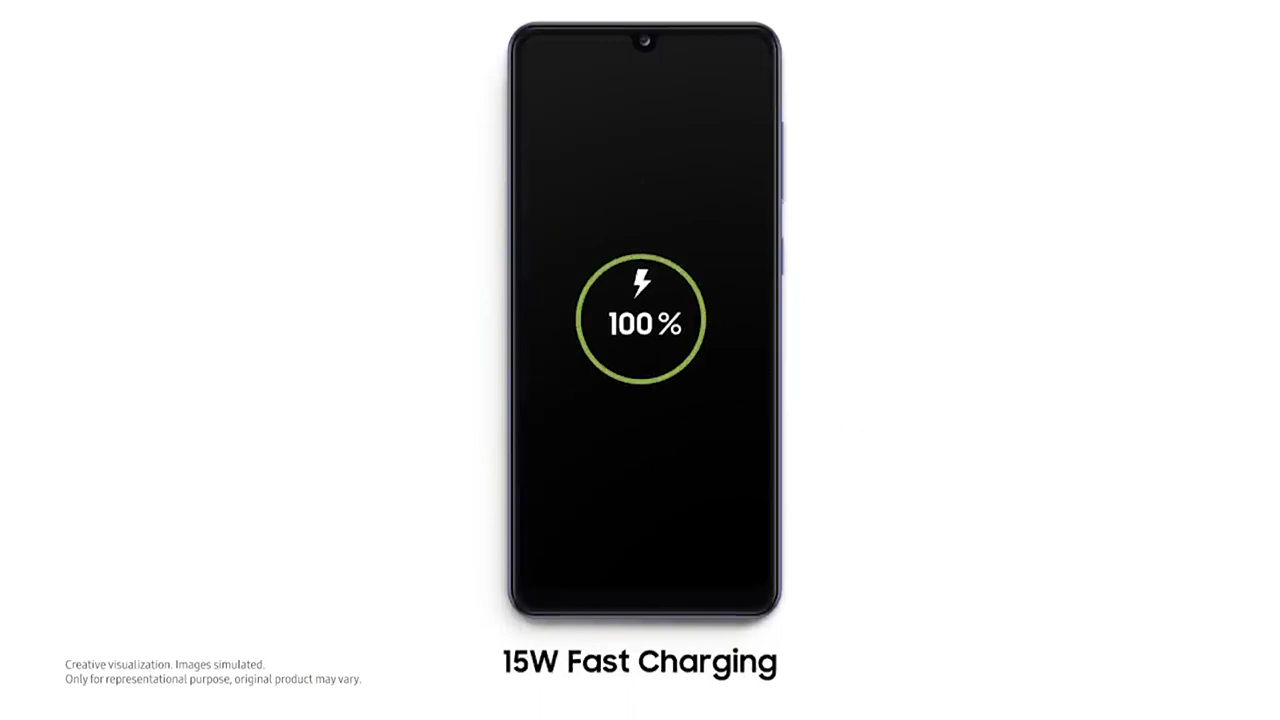 100%
15W Fast Charging
Creative visualization. Images simulated.
Only for representational purpose, original product may vary.